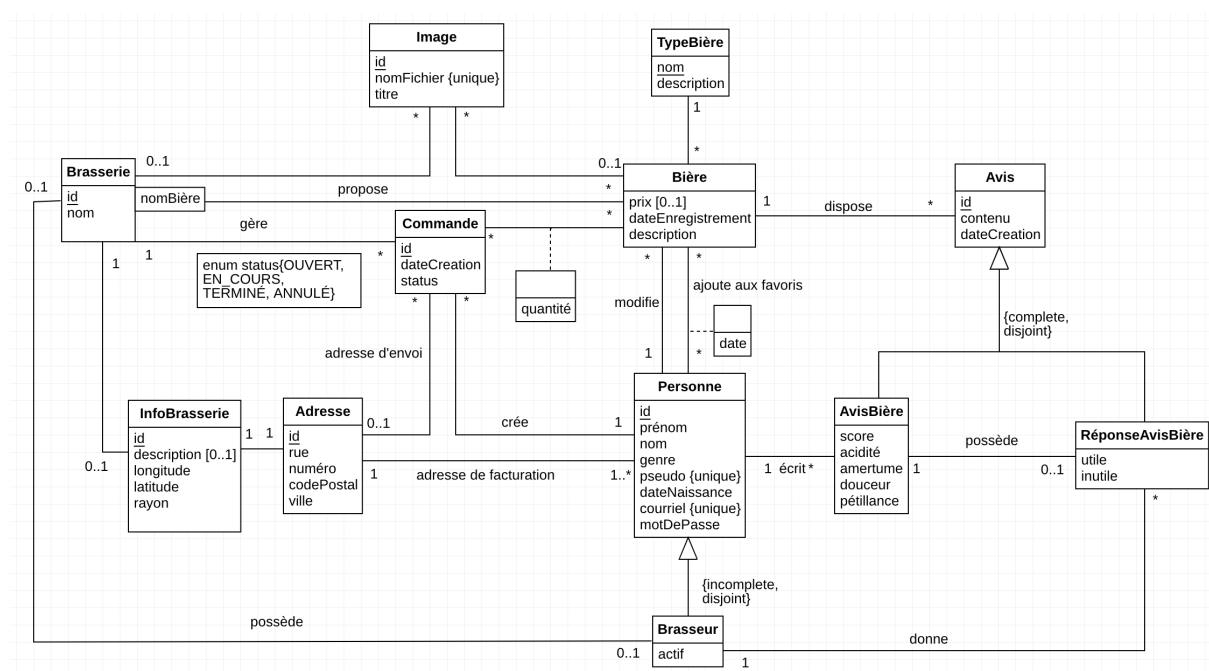 Image
id
nomFichier {unique}
titre
TypeBière
nom
description
*
*
1
*
0..1
0..1
Brasserie
id
nom
0..1
nomBière
propose
*
Bière
prix [0..1]
dateEnregistrement
description
1
dispose
*
Avis
id
contenu
dateCreation
gère
1
1
*
enum status{OUVERT,
EN_COURS,
TERMINÉ, ANNULÉ}
Commande
id
dateCreation
status
*
*
quantité
*
*
modifie
ajoute aux favoris
date
1
*
{complete,
disjoint}
*
*
adresse d'envoi
InfoBrasserie
id
description [0..1]
longitude
latitude
rayon
0..1
1
1
Adresse
id
rue
numéro
codePostal
ville
0..1
crée
1
1
adresse de facturation
1..*
Personne
id
prénom
nom
genre
pseudo {unique}
dateNaissance
courriel {unique}
motDePasse
1
écrit
*
AvisBière
score
acidité
amertume
douceur
pétillance
possède
1
0..1
RéponseAvisBière
utile
inutile
*
{incomplete,
disjoint}
possède
0..1
Brasseur
actif
donne
1